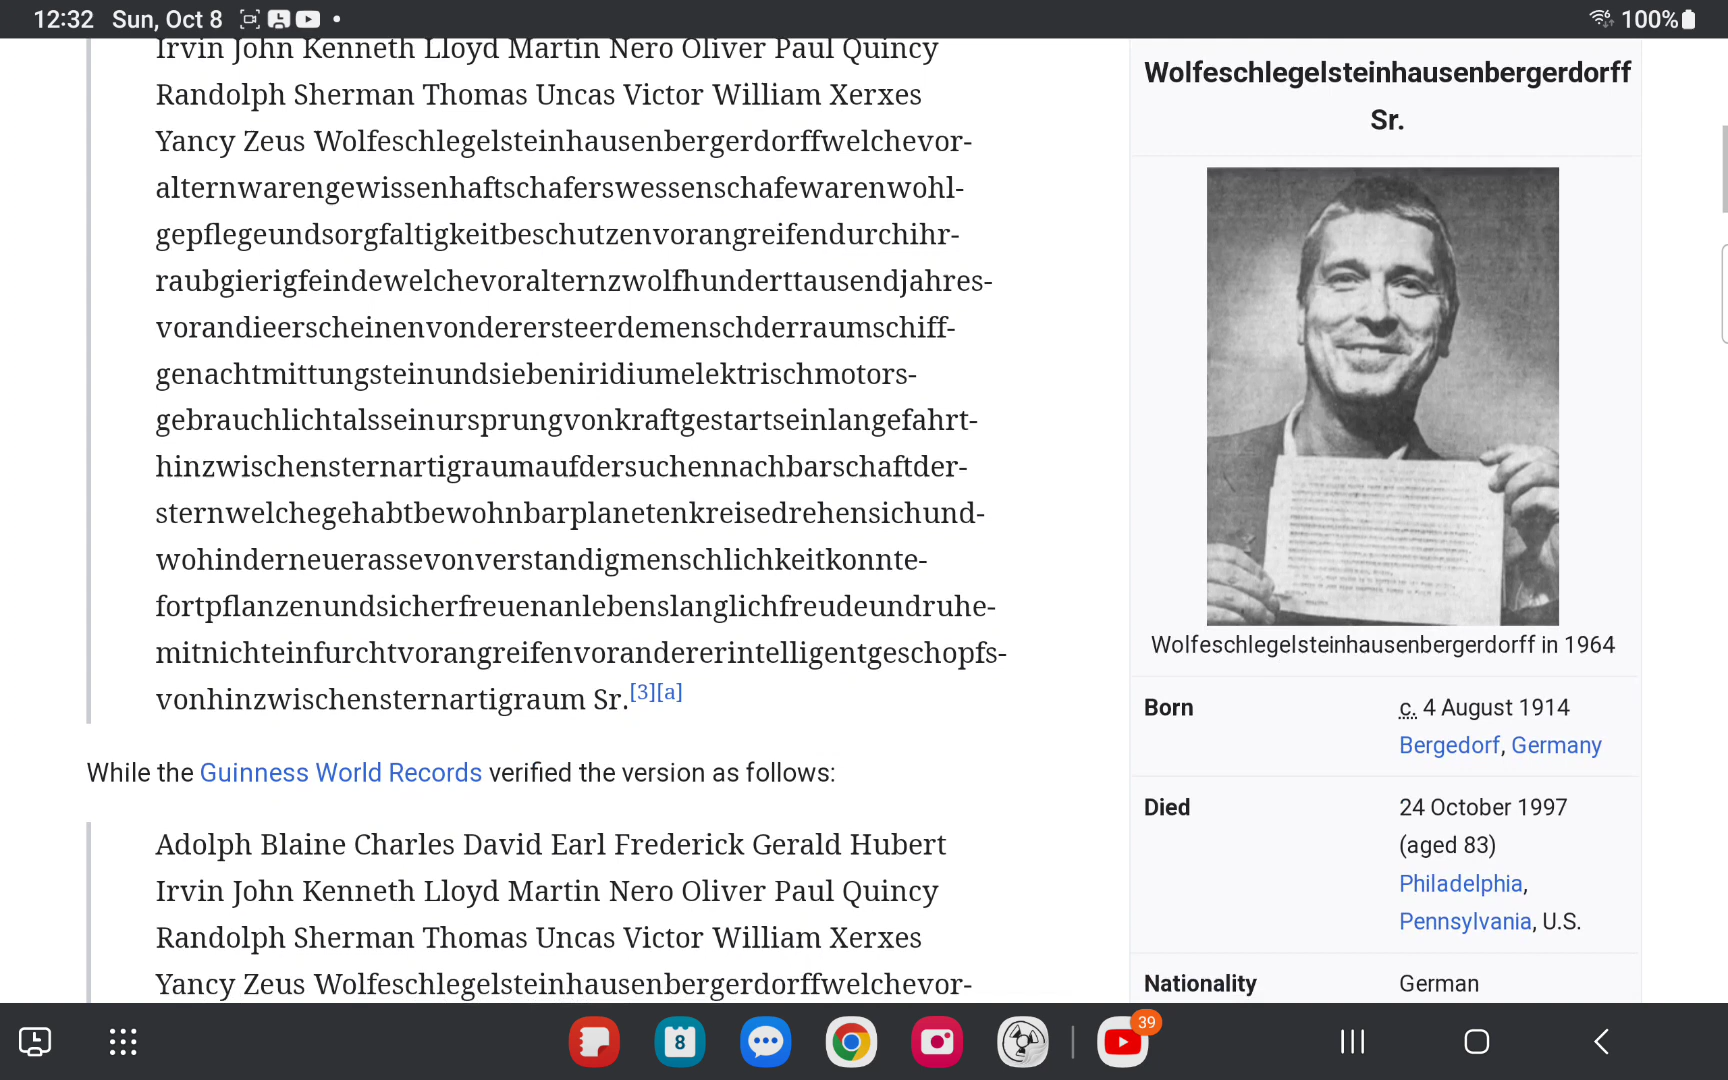 12:32 Sun, Oct 8
100%
Irvin John Kenneth Lloyd Martin Nero Oliver Paul Quincy
Randolph Sherman Thomas Uncas Victor William Xerxes
Yancy Zeus Wolfeschlegelsteinhausenbergerdorffwelchevor-
alternwarengewissenhaftschaferswessenschafewarenwohl-
gepflegeundsorgfaltigkeitbeschutzenvorangreifendurchihr-
raubgierigfeindewelchevoralternzwolfhunderttausendjahres-
vorandieerscheinenvonderersteerdemenschderraumschiff-
genachtmittungsteinundsiebeniridiumelektrischmotors-
gebrauchlichtalsseinursprungvonkraftgestartseinlangefahrt-
hinzwischensternartigraumaufdersuchennachbarschaftder-
sternwelchegehabtbewohnbarplanetenkreisedrehensichund-
wohinderneuerassevonverstandigmenschlichkeitkonnte-
fortpflanzenundsicherfreuenanlebenslanglichfreudeundruhe-
mitnichteinfurchtvorangreifenvorandererintelligentgeschopfs-
vonhinzwischensternartigraum Sr.[3][a]
While the Guinness World Records verified the version as follows:
Adolph Blaine Charles David Earl Frederick Gerald Hubert
Irvin John Kenneth Lloyd Martin Nero Oliver Paul Quincy
Randolph Sherman Thomas Uncas Victor William Xerxes
Yancy Zeus Wolfeschlegelsteinhausenbergerdorffwelchevor-
Wolfeschlegelsteinhausenbergerdorff
Sr.
Wolfeschlegelsteinhausenbergerdorff in 1964
Born c. 4 August 1914
Bergedorf, Germany
Died 24 October 1997
(aged 83)
Philadelphia,
Pennsylvania, U.S.
Nationality German
8
39